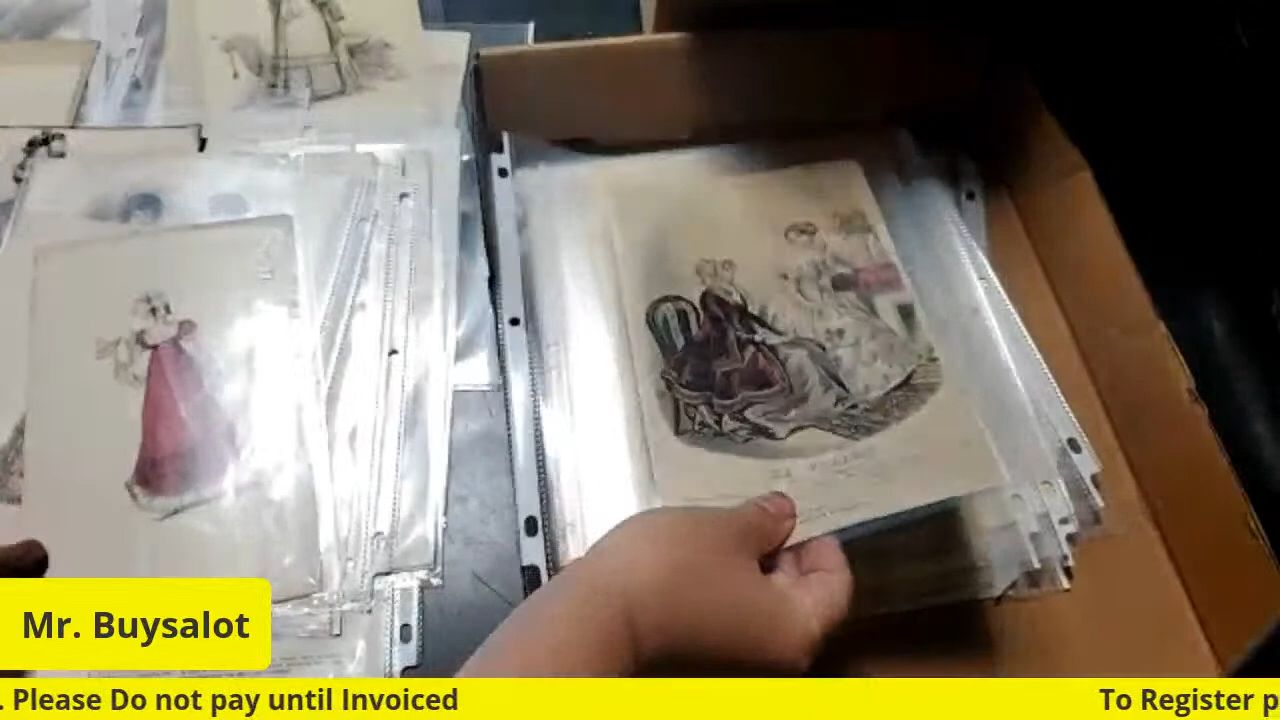 Mr. Buysalot
. Please Do not pay until Invoiced
To Register p